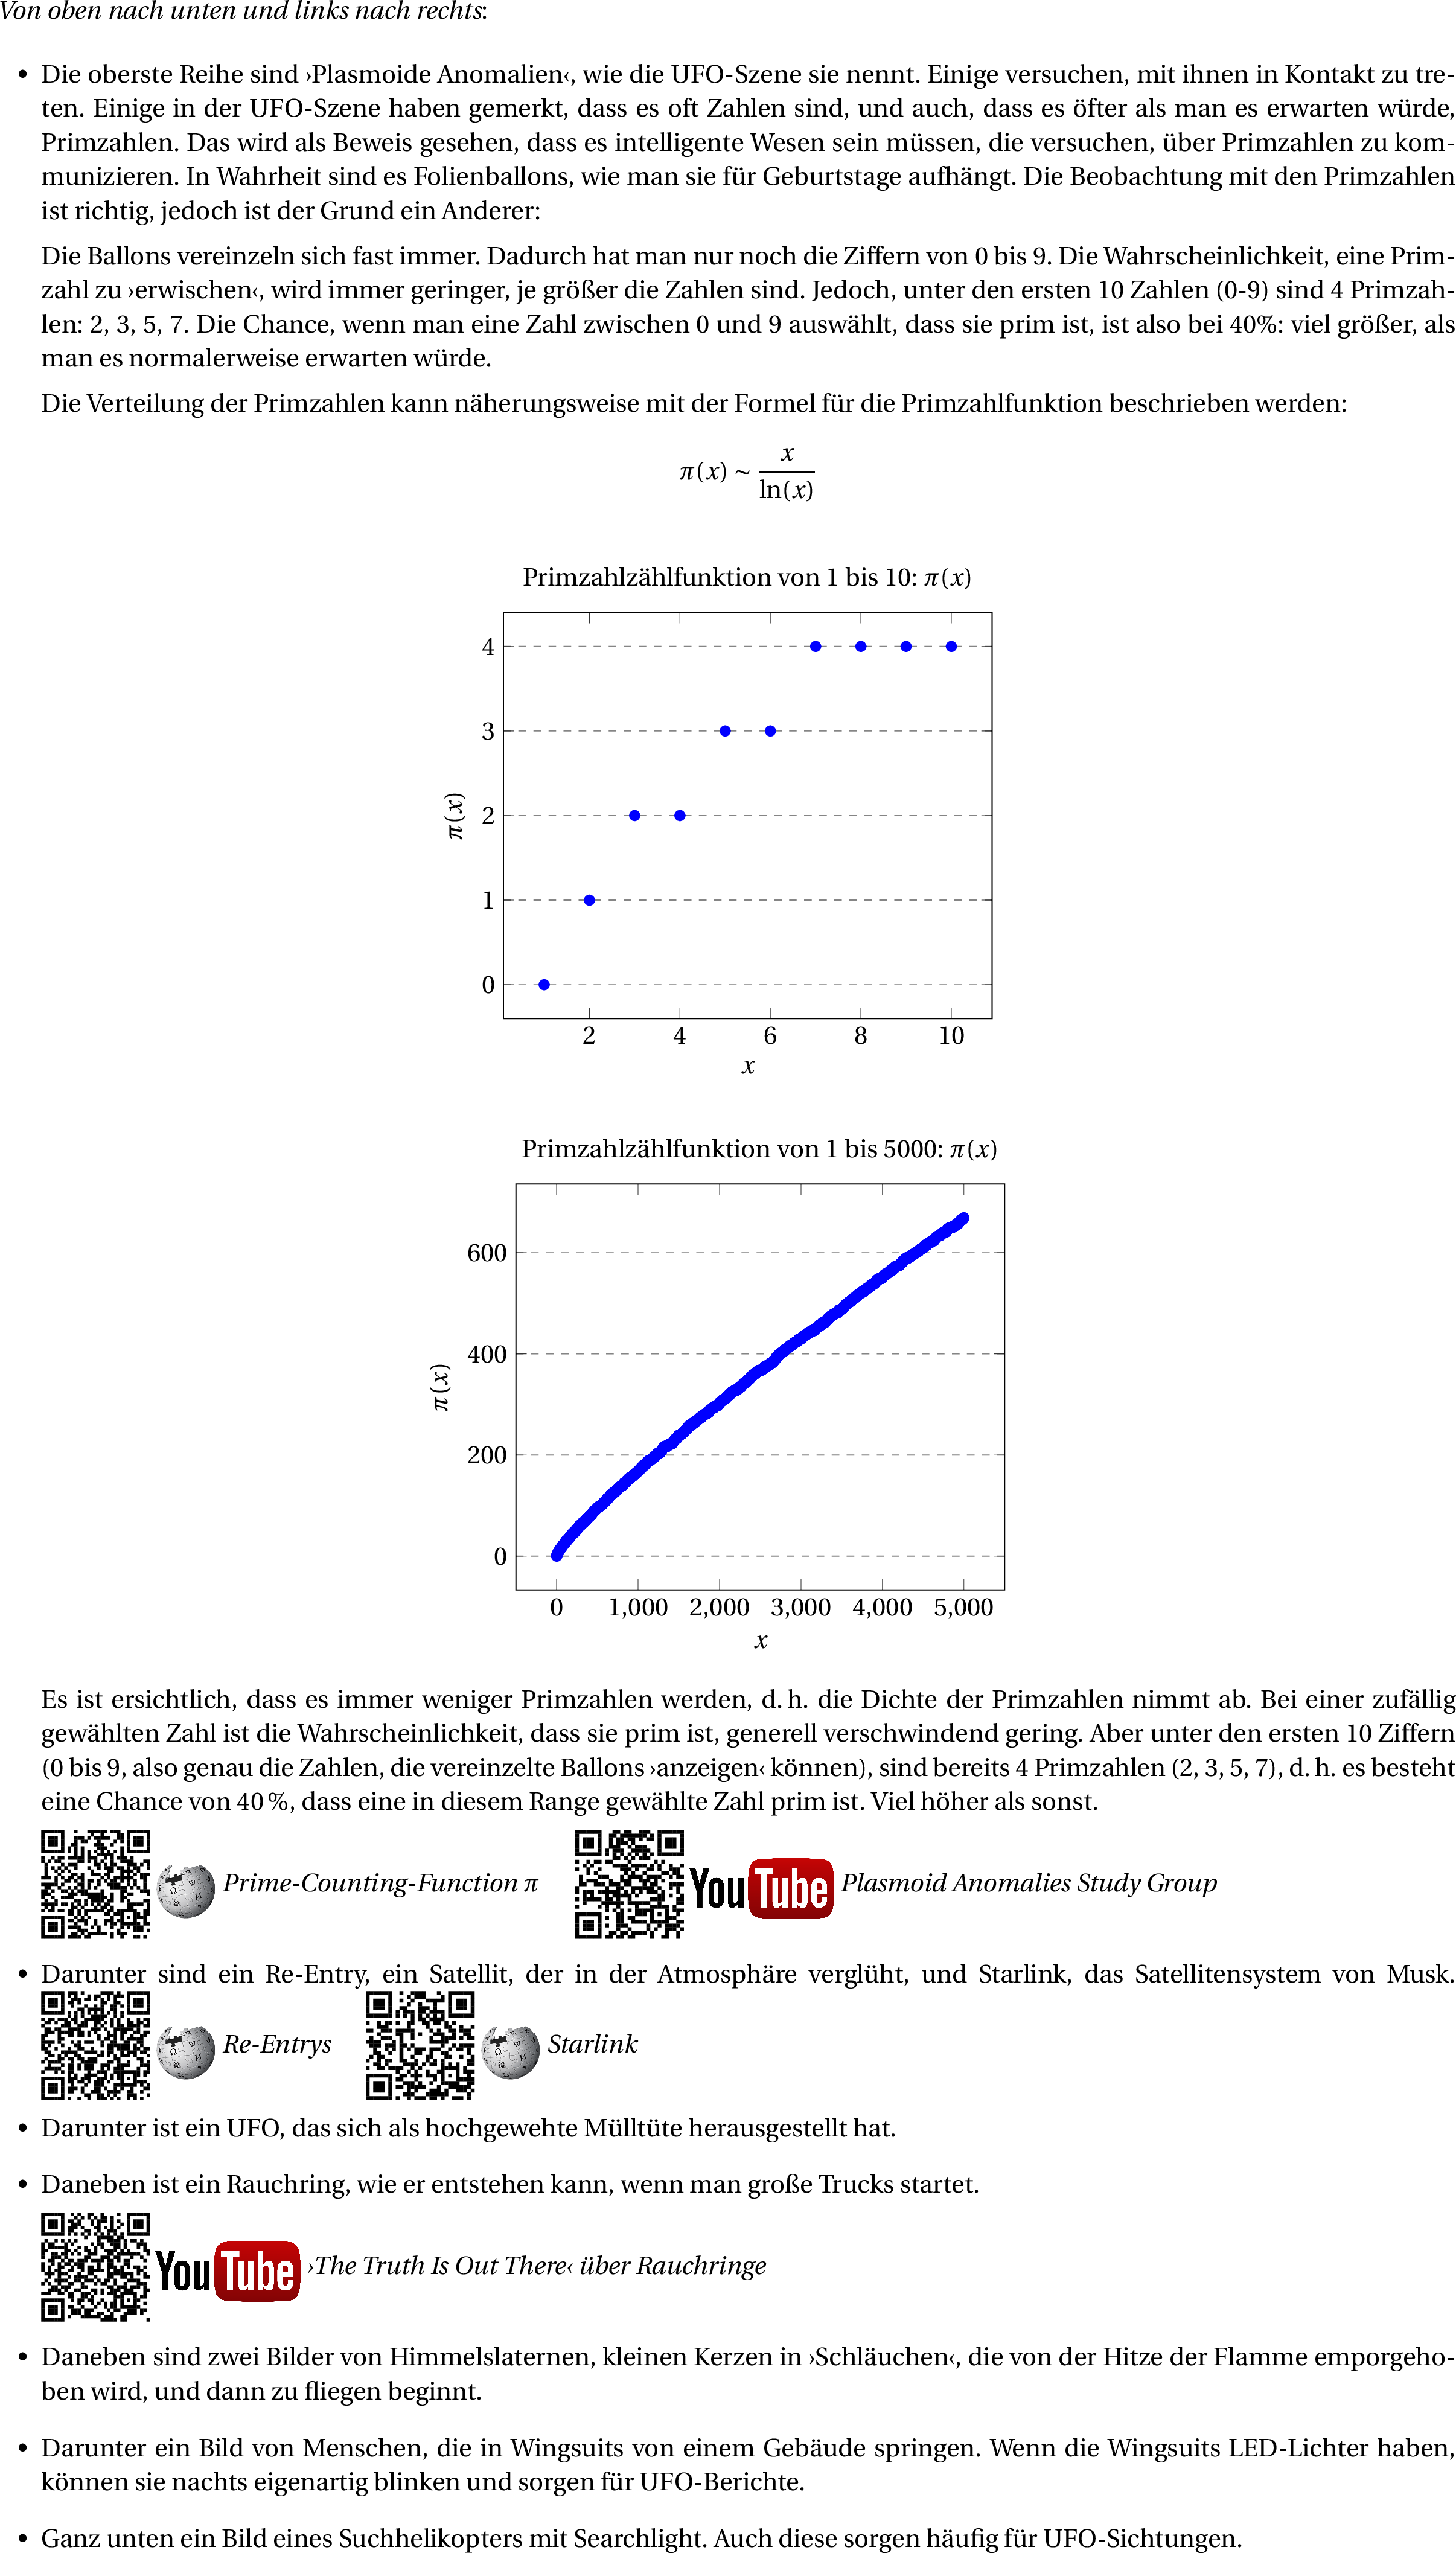 Von oben nach unten und links nach rechts:
• Die oberste Reihe sind ›Plasmoide Anomalien‹, wie die UFO-Szene sie nennt. Einige versuchen, mit ihnen in Kontakt zu tre-
ten. Einige in der UFO-Szene haben gemerkt, dass es oft Zahlen sind, und auch, dass es öfter als man es erwarten würde,
Primzahlen. Das wird als Beweis gesehen, dass es intelligente Wesen sein müssen, die versuchen, über Primzahlen zu kom-
munizieren. In Wahrheit sind es Folienballons, wie man sie für Geburtstage aufhängt. Die Beobachtung mit den Primzahlen
ist richtig, jedoch ist der Grund ein Anderer:
Die Ballons vereinzeln sich fast immer. Dadurch hat man nur noch die Ziffern von 0 bis 9. Die Wahrscheinlichkeit, eine Prim-
zahl zu ›erwischen‹, wird immer geringer, je größer die Zahlen sind. Jedoch, unter den ersten 10 Zahlen (0-9) sind 4 Primzah-
len: 2, 3, 5, 7. Die Chance, wenn man eine Zahl zwischen 0 und 9 auswählt, dass sie prim ist, ist also bei 40%: viel größer, als
man es normalerweise erwarten würde.
Die Verteilung der Primzahlen kann näherungsweise mit der Formel für die Primzahlfunktion beschrieben werden:
π(x) ~ x / ln(x)
Primzahlzählfunktion von 1 bis 10: π(x)
4
3
2
1
0
π(x)
2 4 6 8 10
x
Primzahlzählfunktion von 1 bis 5000: π(x)
600
400
200
0
π(x)
0 1,000 2,000 3,000 4,000 5,000
x
Es ist ersichtlich, dass es immer weniger Primzahlen werden, d. h. die Dichte der Primzahlen nimmt ab. Bei einer zufällig
gewählten Zahl ist die Wahrscheinlichkeit, dass sie prim ist, generell verschwindend gering. Aber unter den ersten 10 Ziffern
(0 bis 9, also genau die Zahlen, die vereinzelte Ballons ›anzeigen‹ können), sind bereits 4 Primzahlen (2, 3, 5, 7), d. h. es besteht
eine Chance von 40 %, dass eine in diesem Range gewählte Zahl prim ist. Viel höher als sonst.
Prime-Counting-Function π YouTube Plasmoid Anomalies Study Group
• Darunter sind ein Re-Entry, ein Satellit, der in der Atmosphäre verglüht, und Starlink, das Satellitensystem von Musk.
Re-Entrys Starlink
• Darunter ist ein UFO, das sich als hochgewehte Mülltüte herausgestellt hat.
• Daneben ist ein Rauchring, wie er entstehen kann, wenn man große Trucks startet.
YouTube ›The Truth Is Out There‹ über Rauchringe
• Daneben sind zwei Bilder von Himmelslaternen, kleinen Kerzen in ›Schläuchen‹, die von der Hitze der Flamme emporgeho-
ben wird, und dann zu fliegen beginnt.
• Darunter ein Bild von Menschen, die in Wingsuits von einem Gebäude springen. Wenn die Wingsuits LED-Lichter haben,
können sie nachts eigenartig blinken und sorgen für UFO-Berichte.
• Ganz unten ein Bild eines Suchhelikopters mit Searchlight. Auch diese sorgen häufig für UFO-Sichtungen.